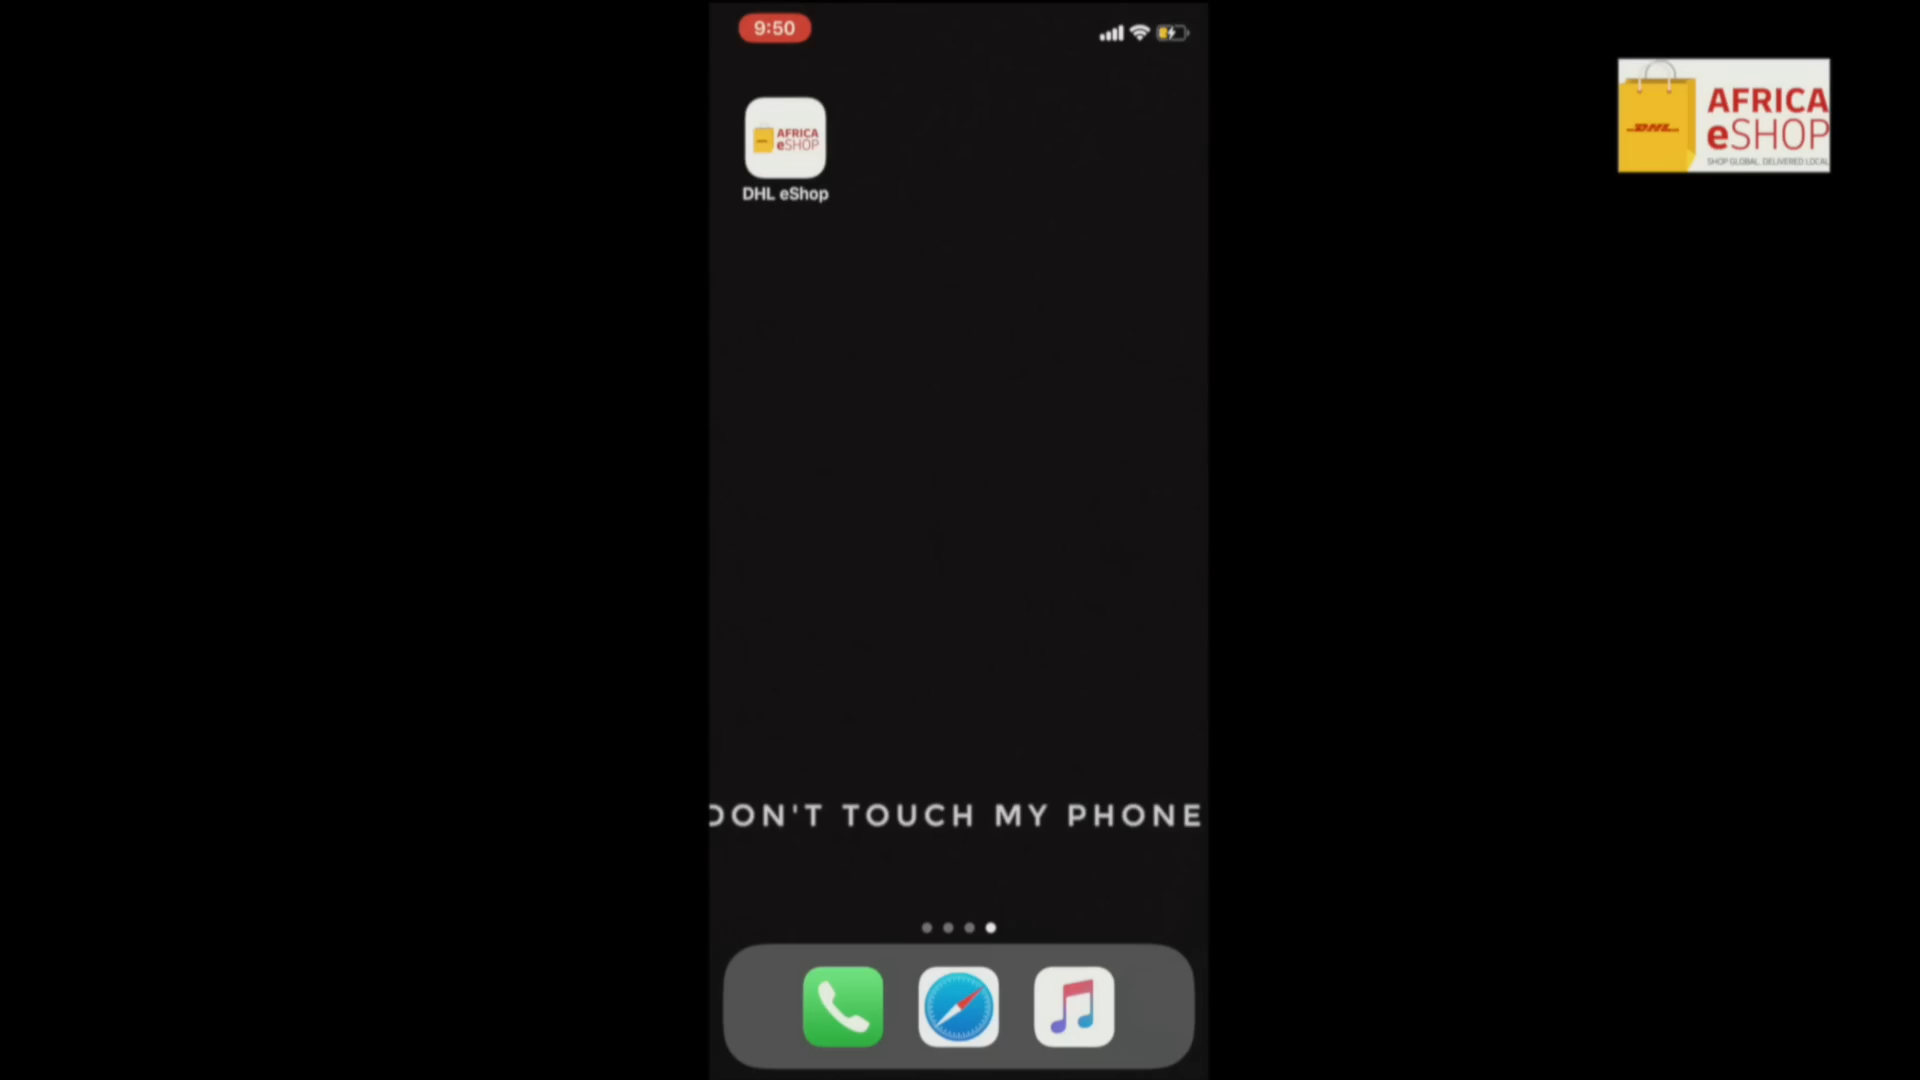 9:50
AFRICA
eSHOP
DHL eShop
DHL
AFRICA
eSHOP
SHOP GLOBAL. DELIVERED LOCAL
DON'T TOUCH MY PHONE